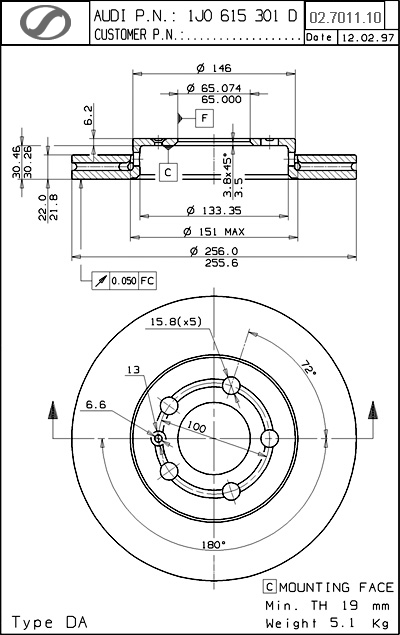 AUDI P.N.: 1J0 615 301 D
02.7011.10
CUSTOMER P.N.:...................
Date 12.02.97
Ø 146
Ø 65.074
65.000
6.2
F
30.46
30.26
C
3.8x45°
3.5
22.0
21.8
Ø 133.35
Ø 151 MAX
Ø 256.0
255.6
0.050 FC
15.8(x5)
72°
13
6.6
100
180°
C MOUNTING FACE
Min. TH 19 mm
Type DA
Weight 5.1 Kg